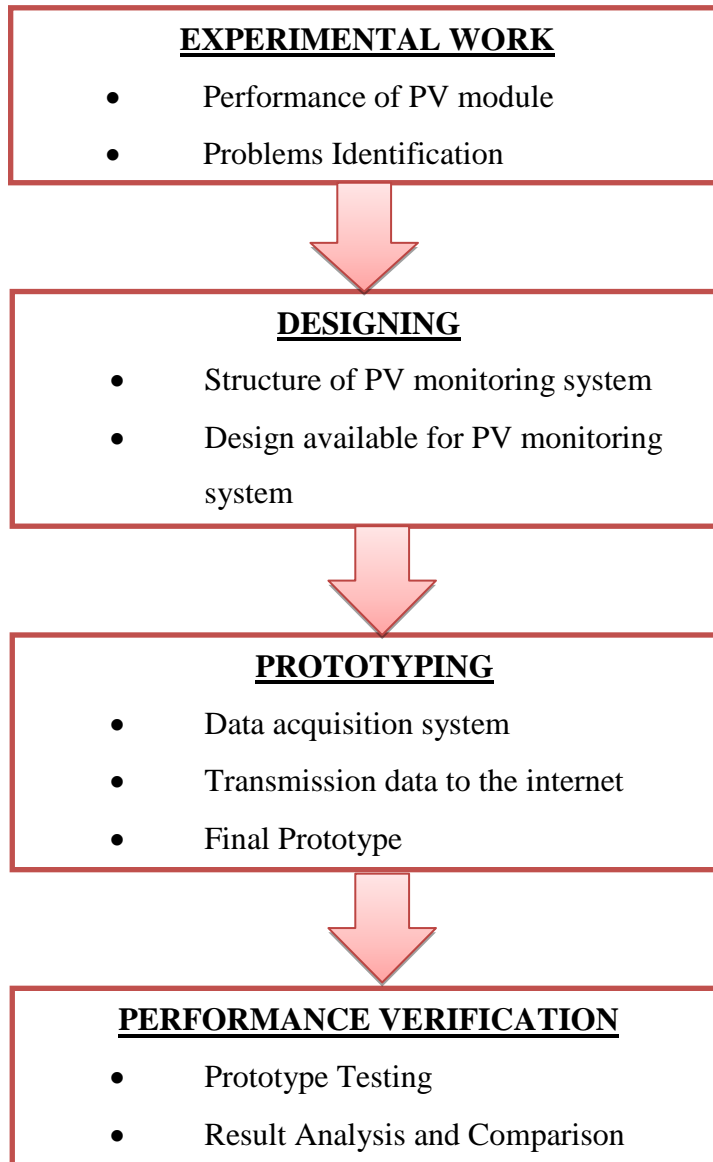 EXPERIMENTAL WORK
• Performance of PV module
• Problems Identification
DESIGNING
• Structure of PV monitoring system
• Design available for PV monitoring
system
PROTOTYPING
• Data acquisition system
• Transmission data to the internet
• Final Prototype
PERFORMANCE VERIFICATION
• Prototype Testing
• Result Analysis and Comparison